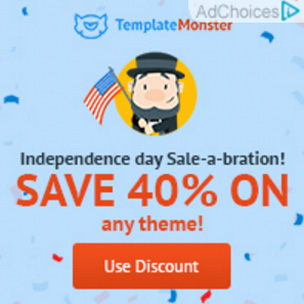 AdChoices
TemplateMonster
Independence day Sale-a-bration!
SAVE 40% ON
any theme!
Use Discount